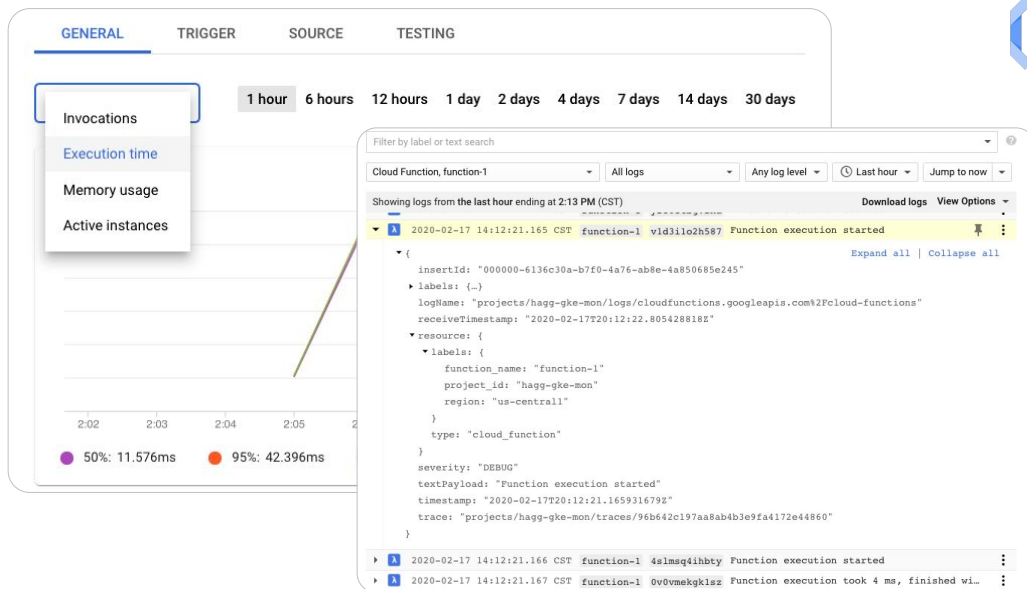 GENERAL TRIGGER SOURCE TESTING
1 hour 6 hours 12 hours 1 day 2 days 4 days 7 days 14 days 30 days
Invocations
Execution time
Memory usage
Active instances
2:02 2:03 2:04 2:05
50%: 11.576ms 95%: 42.396ms
Filter by label or text search
Cloud Function, function-1 All logs Any log level Last hour Jump to now
Showing logs from the last hour ending at 2:13 PM (CST) Download logs View Options
2020-02-17 14:12:21.165 CST function-1 vld3ilo2h587 Function execution started
{ Expand all | Collapse all
insertId: "000000-6136c30a-b7f0-4a76-ab8e-4a850685e245"
labels: {…}
logName: "projects/hagg-gke-mon/logs/cloudfunctions.googleapis.com%2Fcloud-functions"
receiveTimestamp: "2020-02-17T20:12:22.805428818Z"
resource: {
labels: {
function_name: "function-1"
project_id: "hagg-gke-mon"
region: "us-central1"
}
type: "cloud_function"
}
severity: "DEBUG"
textPayload: "Function execution started"
timestamp: "2020-02-17T20:12:21.165931679Z"
trace: "projects/hagg-gke-mon/traces/96b642c197aa8ab4b3e9fa4172e44860"
}
2020-02-17 14:12:21.166 CST function-1 4slmsq4ihbty Function execution started
2020-02-17 14:12:21.167 CST function-1 0v0vmekgk1sz Function execution took 4 ms, finished wi…